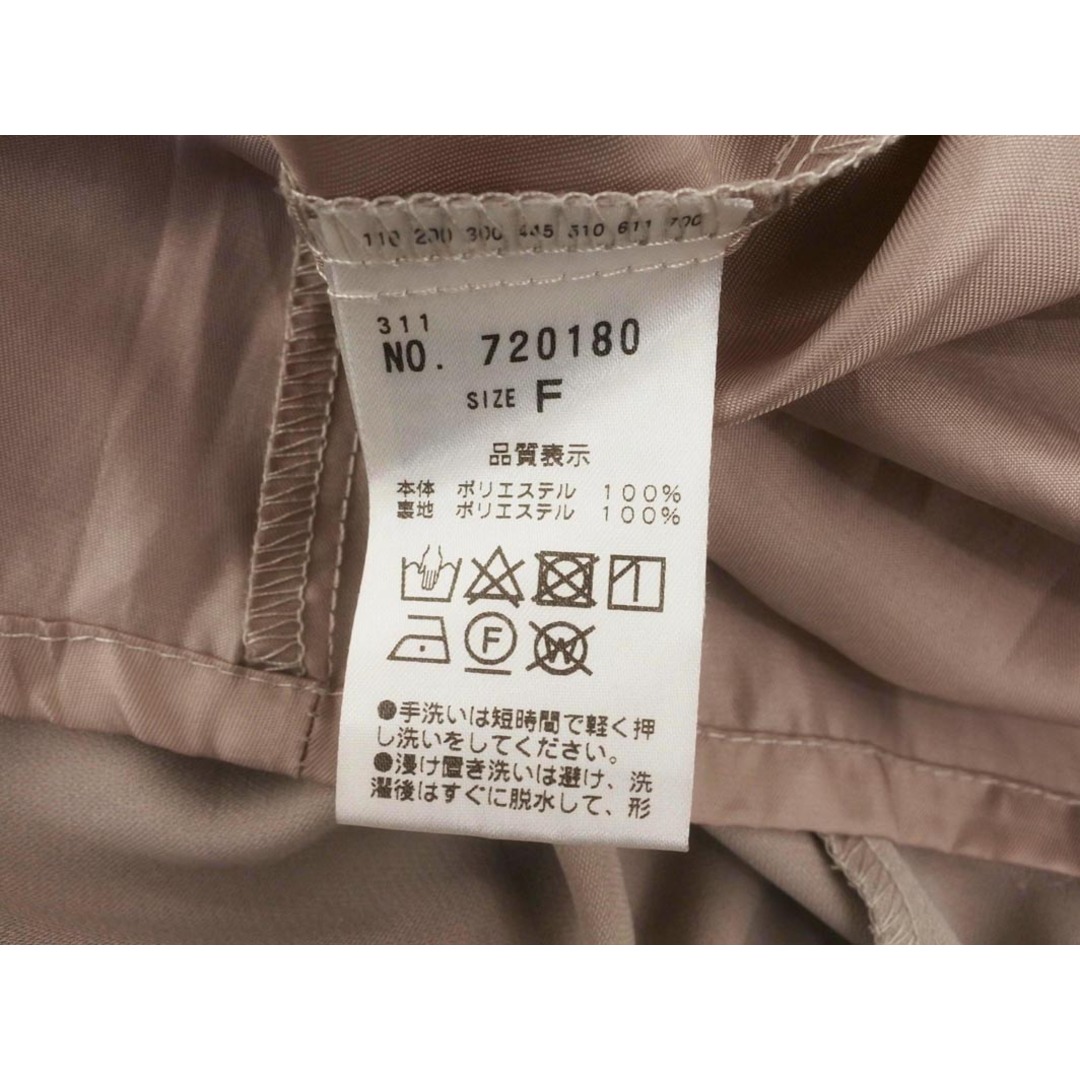 110 200 300 445 510 611 700
311
NO. 720180
SIZE F
品質表示
本体 ポリエステル 100%
裏地 ポリエステル 100%
F
W
●手洗いは短時間で軽く押
し洗いをしてください。
●浸け置き洗いは避け、洗
濯後はすぐに脱水して、形